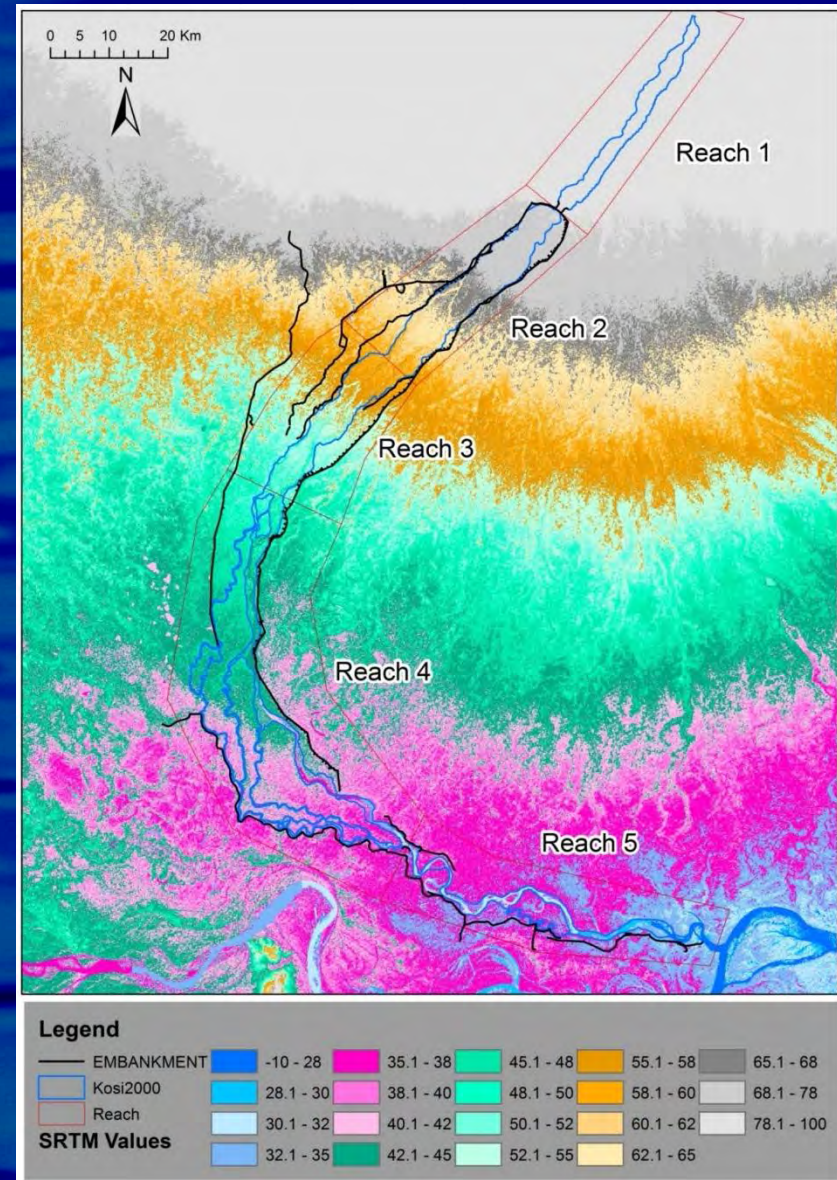 0 5 10 20 Km
N
Reach 1
Reach 2
Reach 3
Reach 4
Reach 5
Legend
EMBANKMENT
Kosi2000
Reach
SRTM Values
-10 - 28
28.1 - 30
30.1 - 32
32.1 - 35
35.1 - 38
38.1 - 40
40.1 - 42
42.1 - 45
45.1 - 48
48.1 - 50
50.1 - 52
52.1 - 55
55.1 - 58
58.1 - 60
60.1 - 62
62.1 - 65
65.1 - 68
68.1 - 78
78.1 - 100